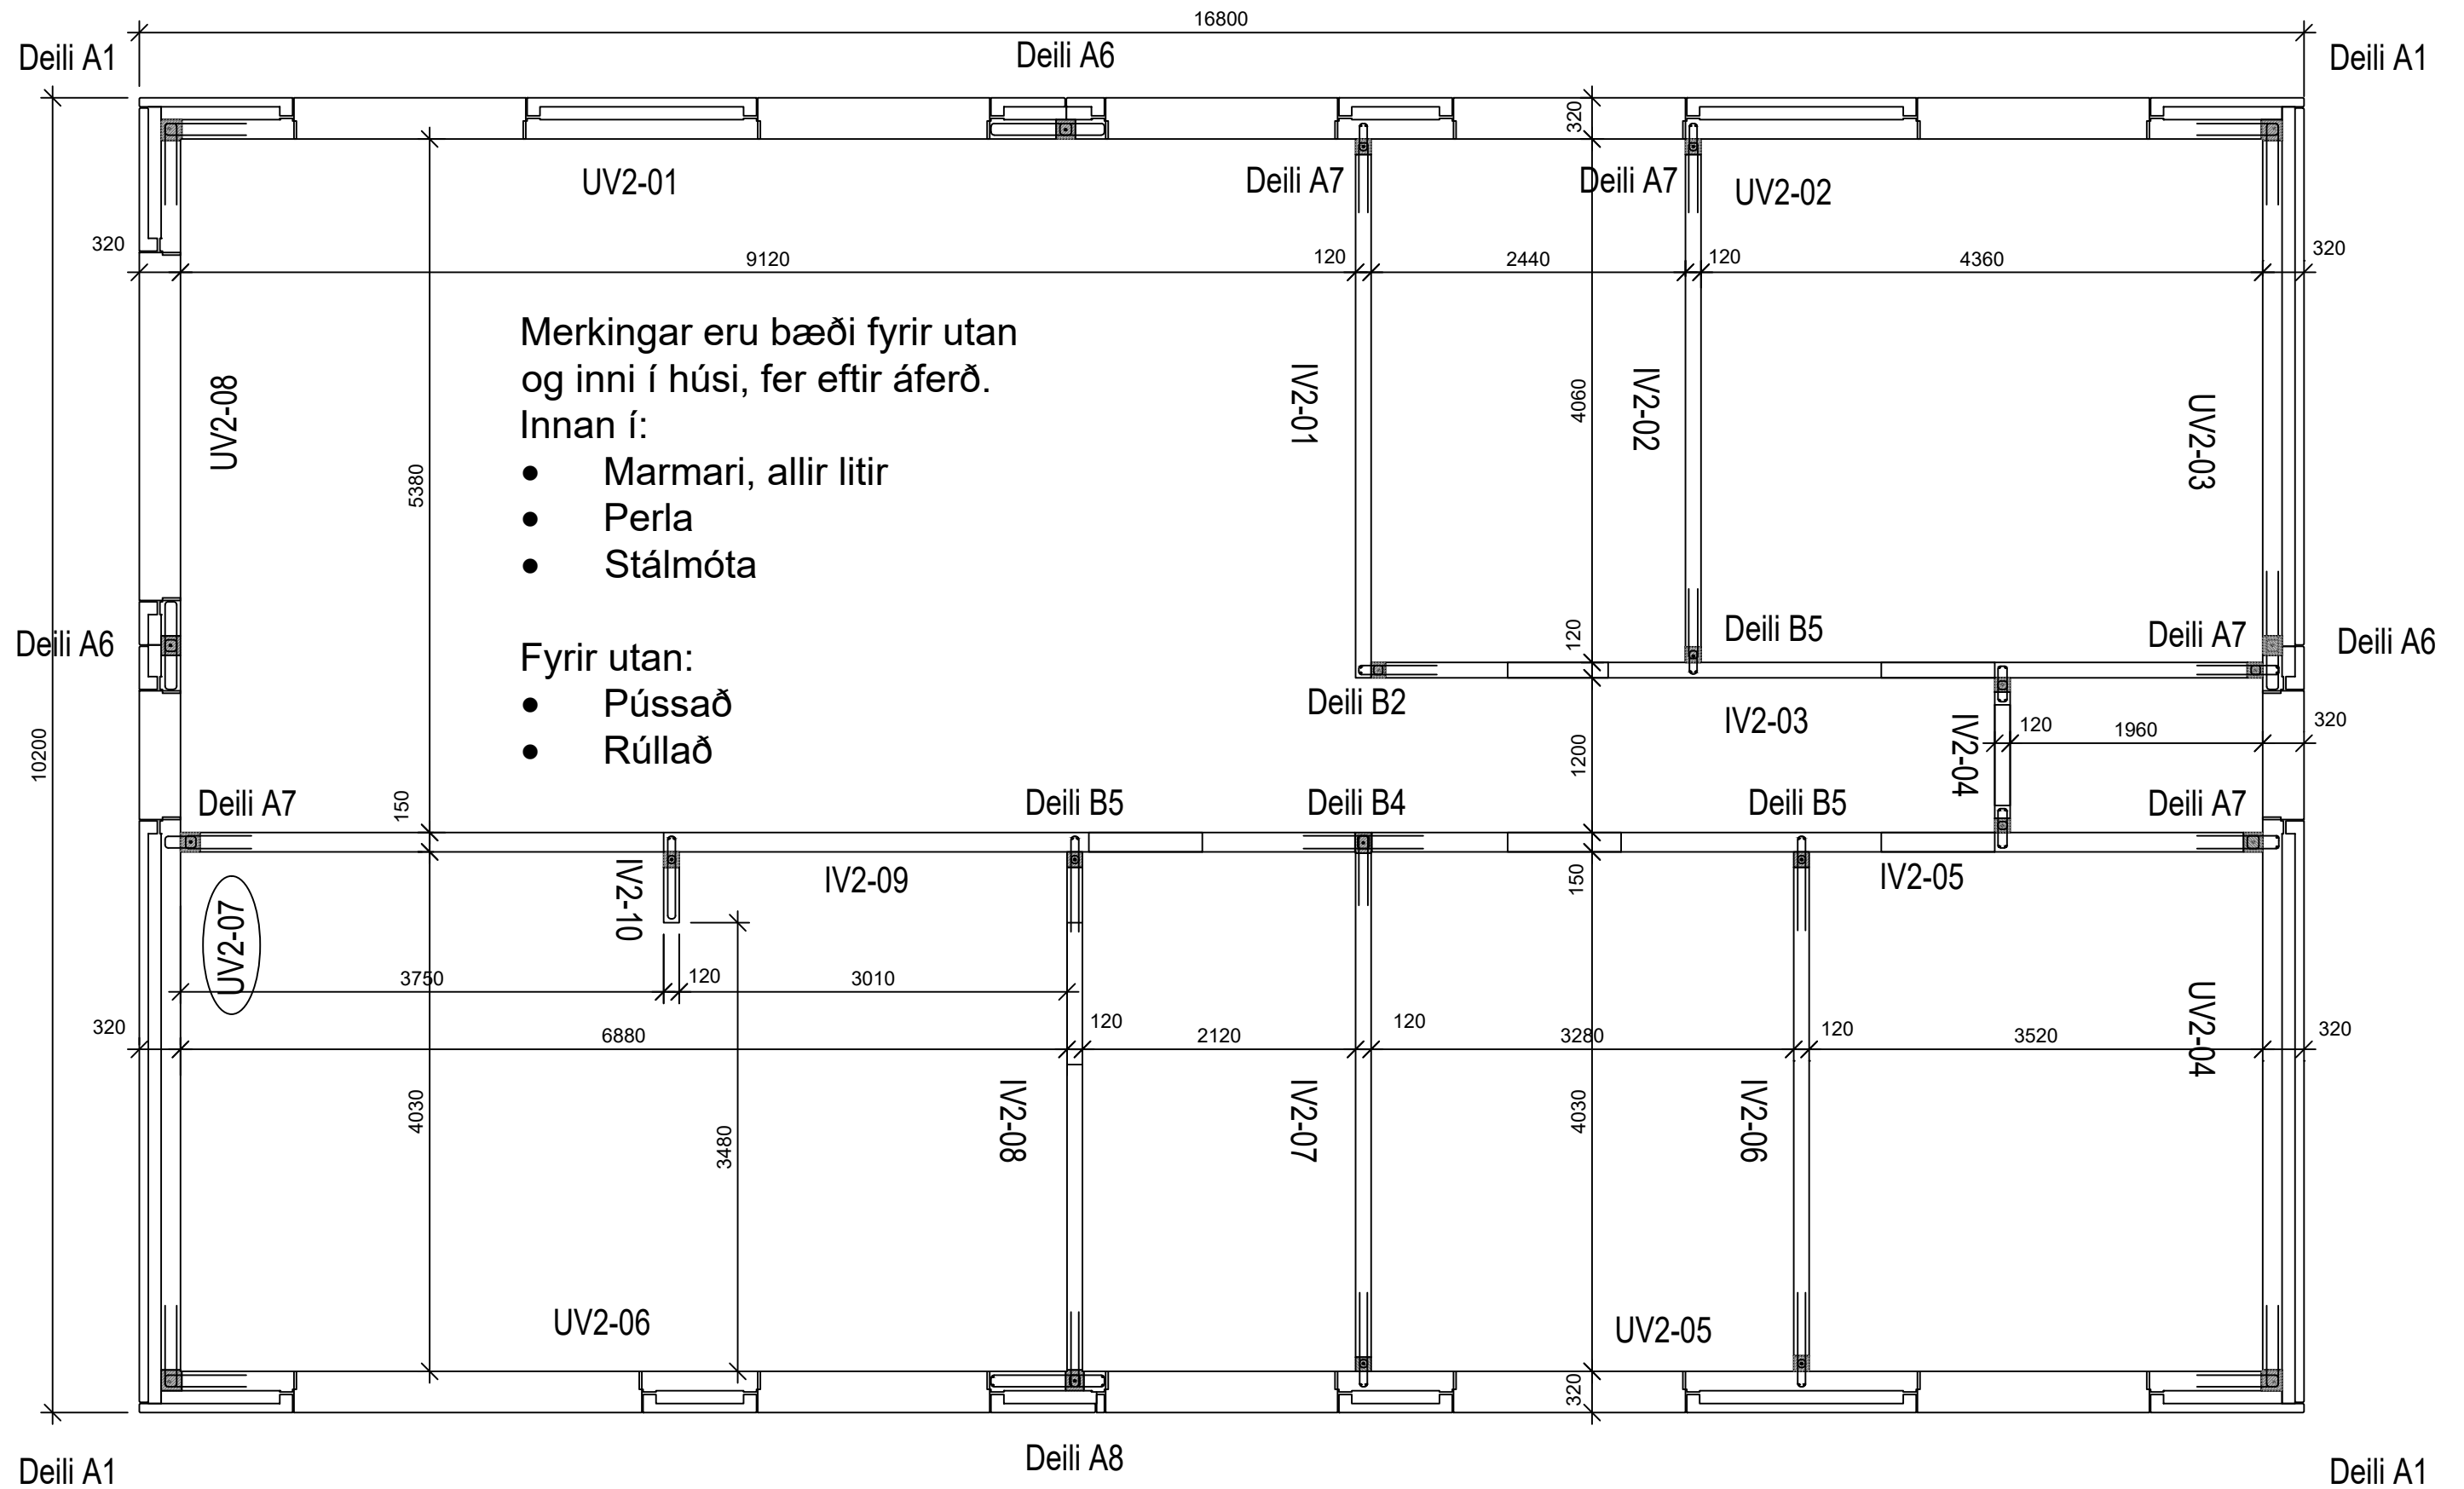 16800
Deili A1
Deili A6
Deili A1
320
UV2-01
Deili A7
Deili A7
UV2-02
320
9120
120
2440
120
4360
320
Merkingar eru bæði fyrir utan
og inni í húsi, fer eftir áferð.
Innan í:
• Marmari, allir litir
• Perla
• Stálmóta
Fyrir utan:
• Pússað
• Rúllað
UV2-08
5380
IV2-01
4060
IV2-02
UV2-03
Deili A6
120
Deili B5
Deili A7
Deili A6
Deili B2
IV2-03
IV2-04
120
1960
320
10200
1200
Deili A7
150
Deili B5
Deili B4
Deili B5
Deili A7
IV2-10
IV2-09
150
IV2-05
UV2-07
3750
120
3010
UV2-04
320
6880
120
2120
120
3280
120
3520
320
4030
3480
IV2-08
IV2-07
4030
IV2-06
UV2-06
UV2-05
320
Deili A1
Deili A8
Deili A1